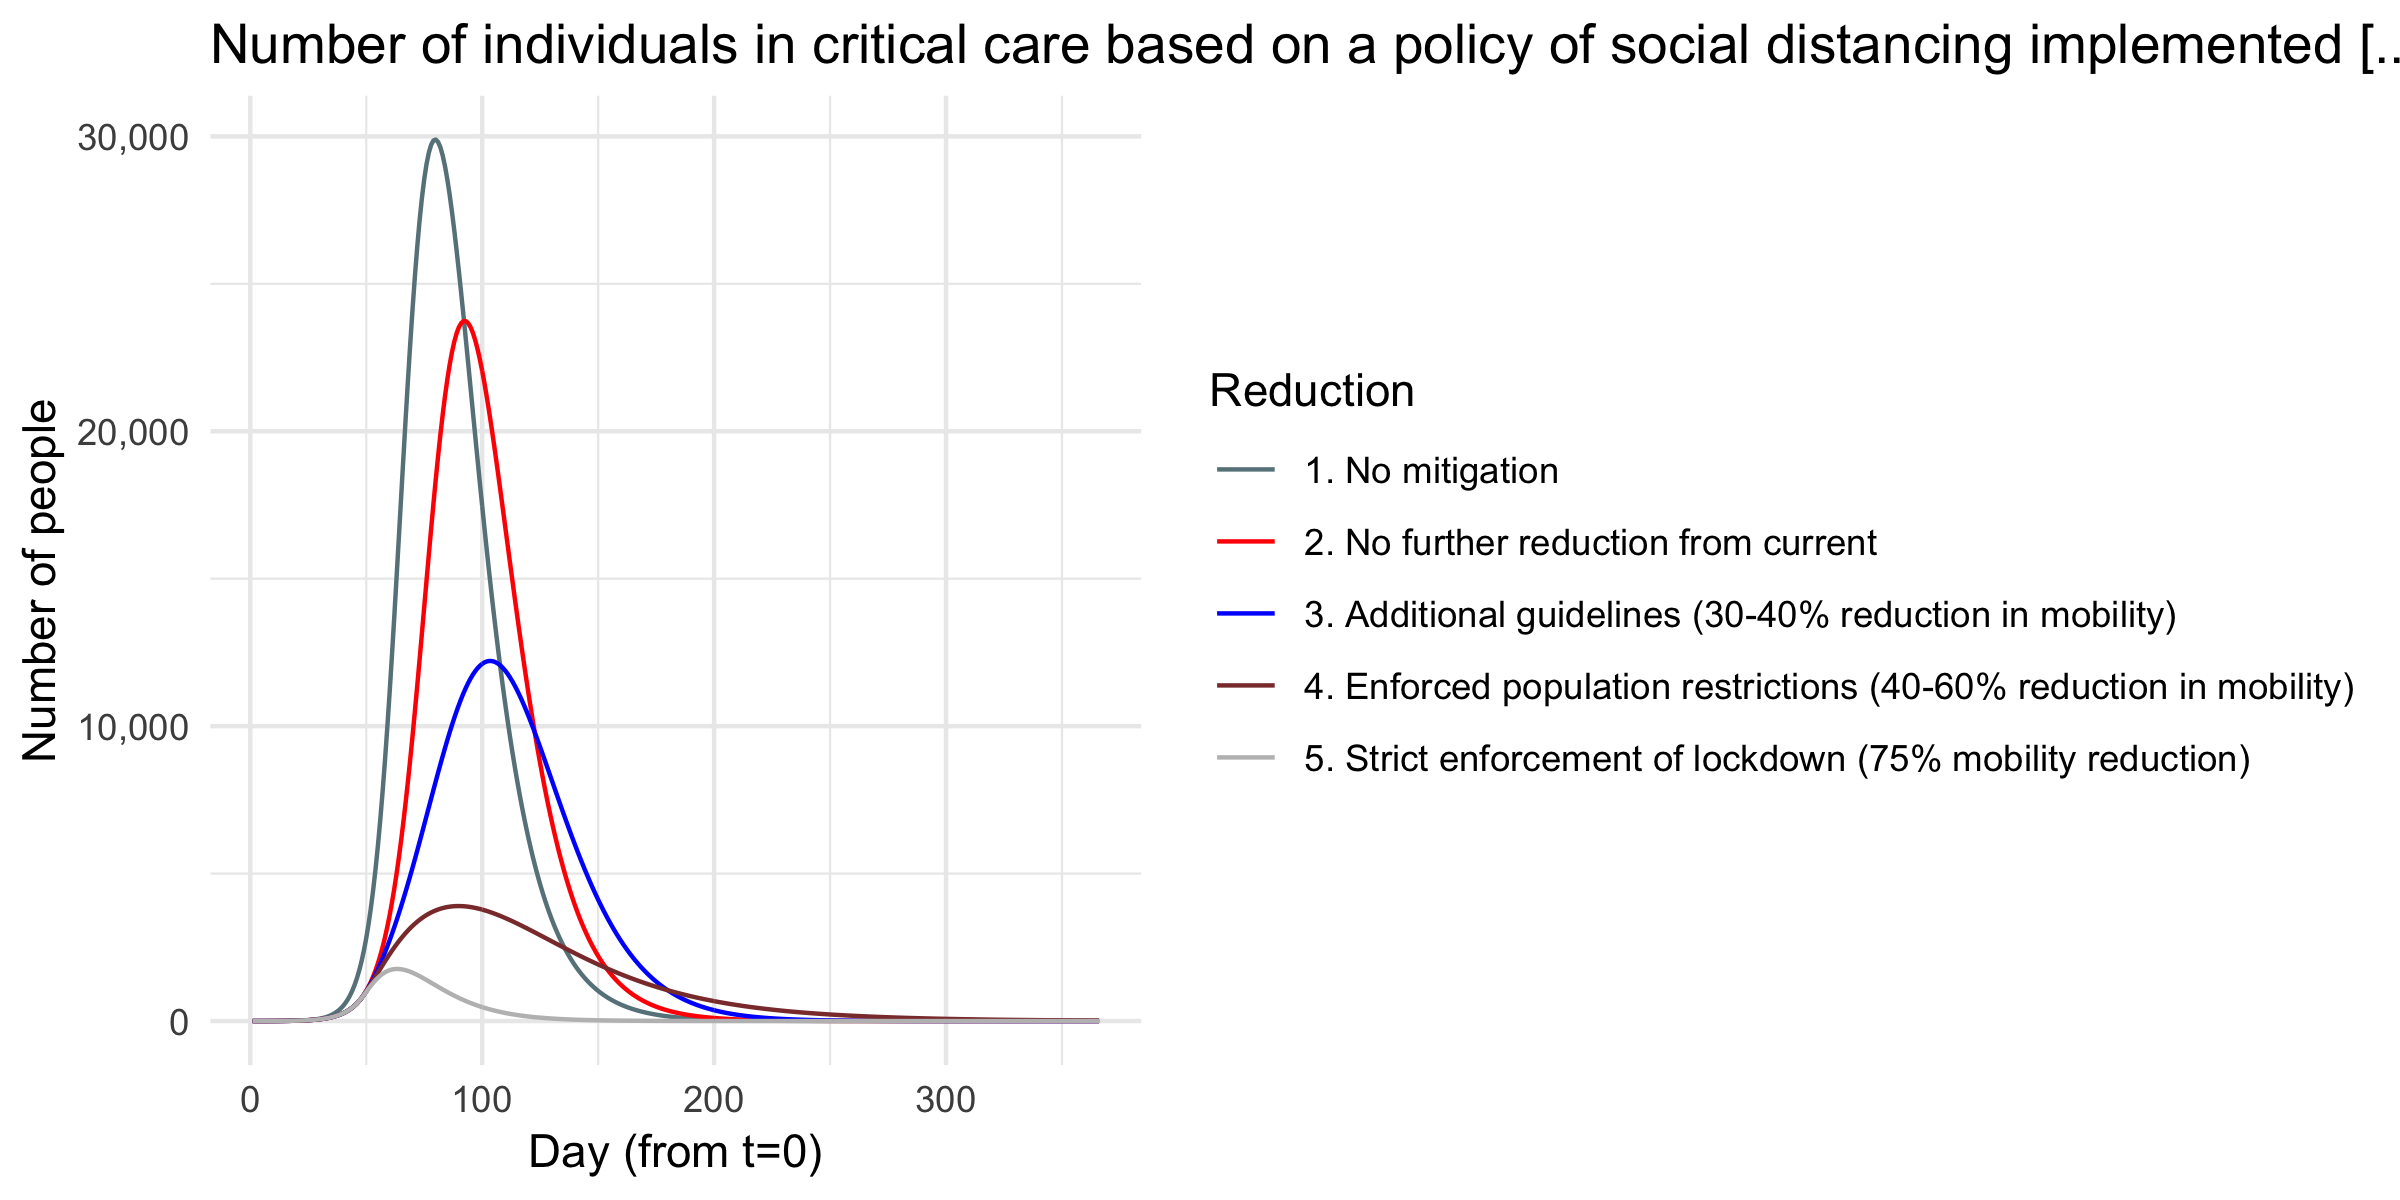 Number of individuals in critical care based on a policy of social distancing implemented [..
30,000
20,000
10,000
0
Number of people
0 100 200 300
Day (from t=0)
Reduction
1. No mitigation
2. No further reduction from current
3. Additional guidelines (30-40% reduction in mobility)
4. Enforced population restrictions (40-60% reduction in mobility)
5. Strict enforcement of lockdown (75% mobility reduction)